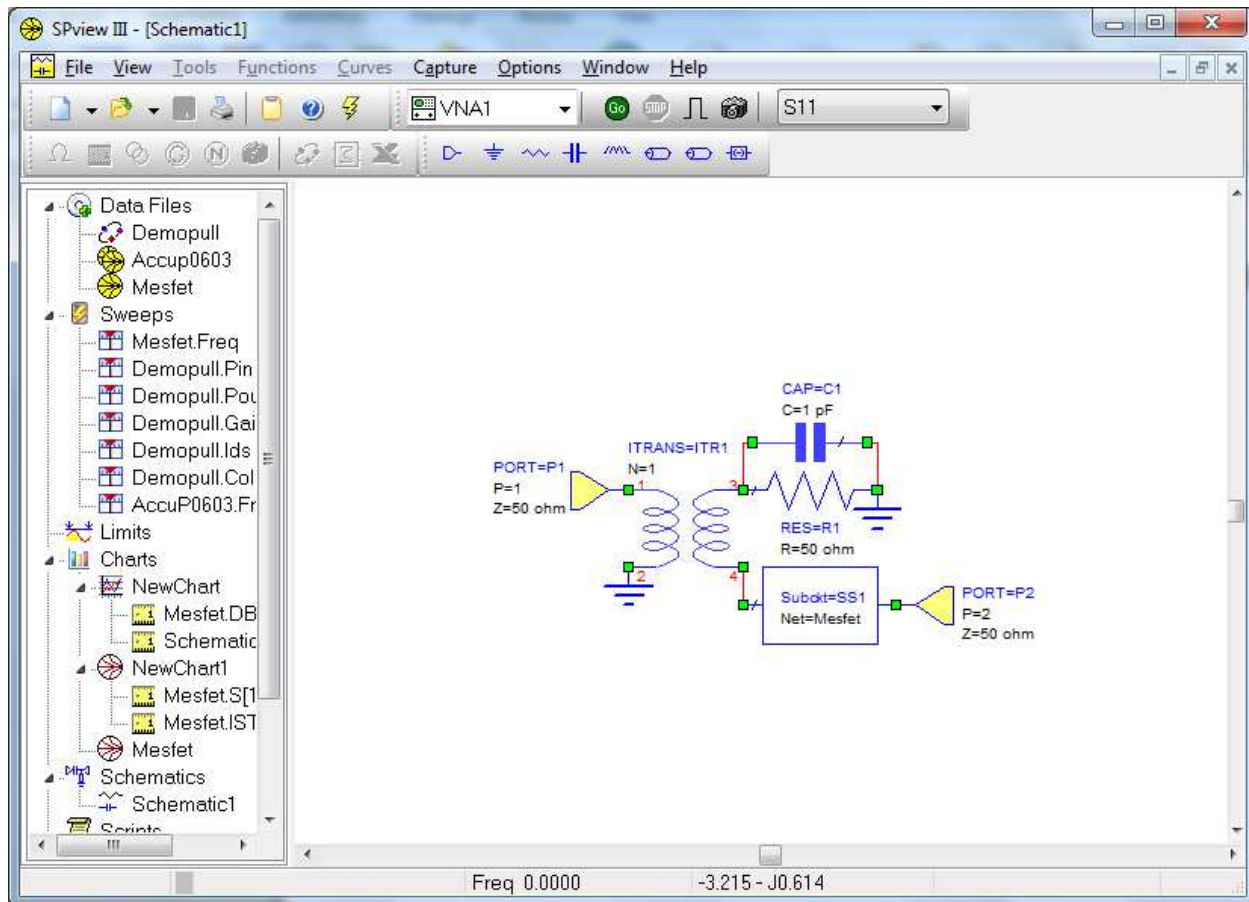 SPview III - [Schematic1]
File View Tools Functions Curves Capture Options Window Help
VNA1
Go
STOP
S11
Data Files
Demopull
Accup0603
Mesfet
Sweeps
Mesfet.Freq
Demopull.Pin
Demopull.Pou
Demopull.Gai
Demopull.Ids
Demopull.Col
AccuP0603.Fr
Limits
Charts
NewChart
Mesfet.DB
Schematic
NewChart1
Mesfet.S[1
Mesfet.IST
Mesfet
Schematics
Schematic1
Scripts
CAP=C1
C=1 pF
ITRANS=ITR1
N=1
PORT=P1
P=1
Z=50 ohm
1
3
RES=R1
R=50 ohm
2
4
Subckt=SS1
Net=Mesfet
PORT=P2
P=2
Z=50 ohm
Freq 0.0000
-3.215 - J0.614